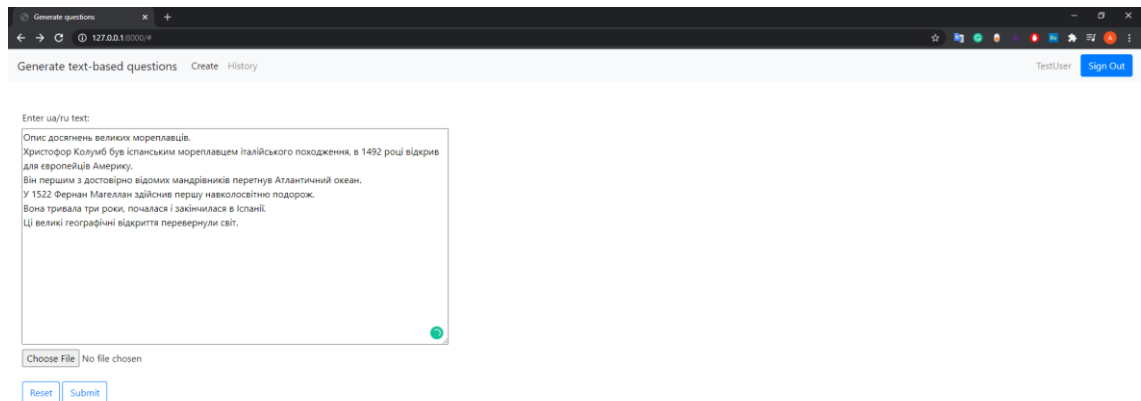 Generate questions
127.0.0.1:8000/#
Generate text-based questions Create History TestUser Sign Out
Enter ua/ru text:
Опис досягнень великих мореплавців.
Христофор Колумб був іспанським мореплавцем італійського походження, в 1492 році відкрив
для європейців Америку.
Він першим з достовірно відомих мандрівників перетнув Атлантичний океан.
У 1522 Фернан Магеллан здійснив першу навколосвітню подорож.
Вона тривала три роки, почалася і закінчилася в Іспанії.
Ці великі географічні відкриття перевернули світ.
Choose File No file chosen
Reset Submit